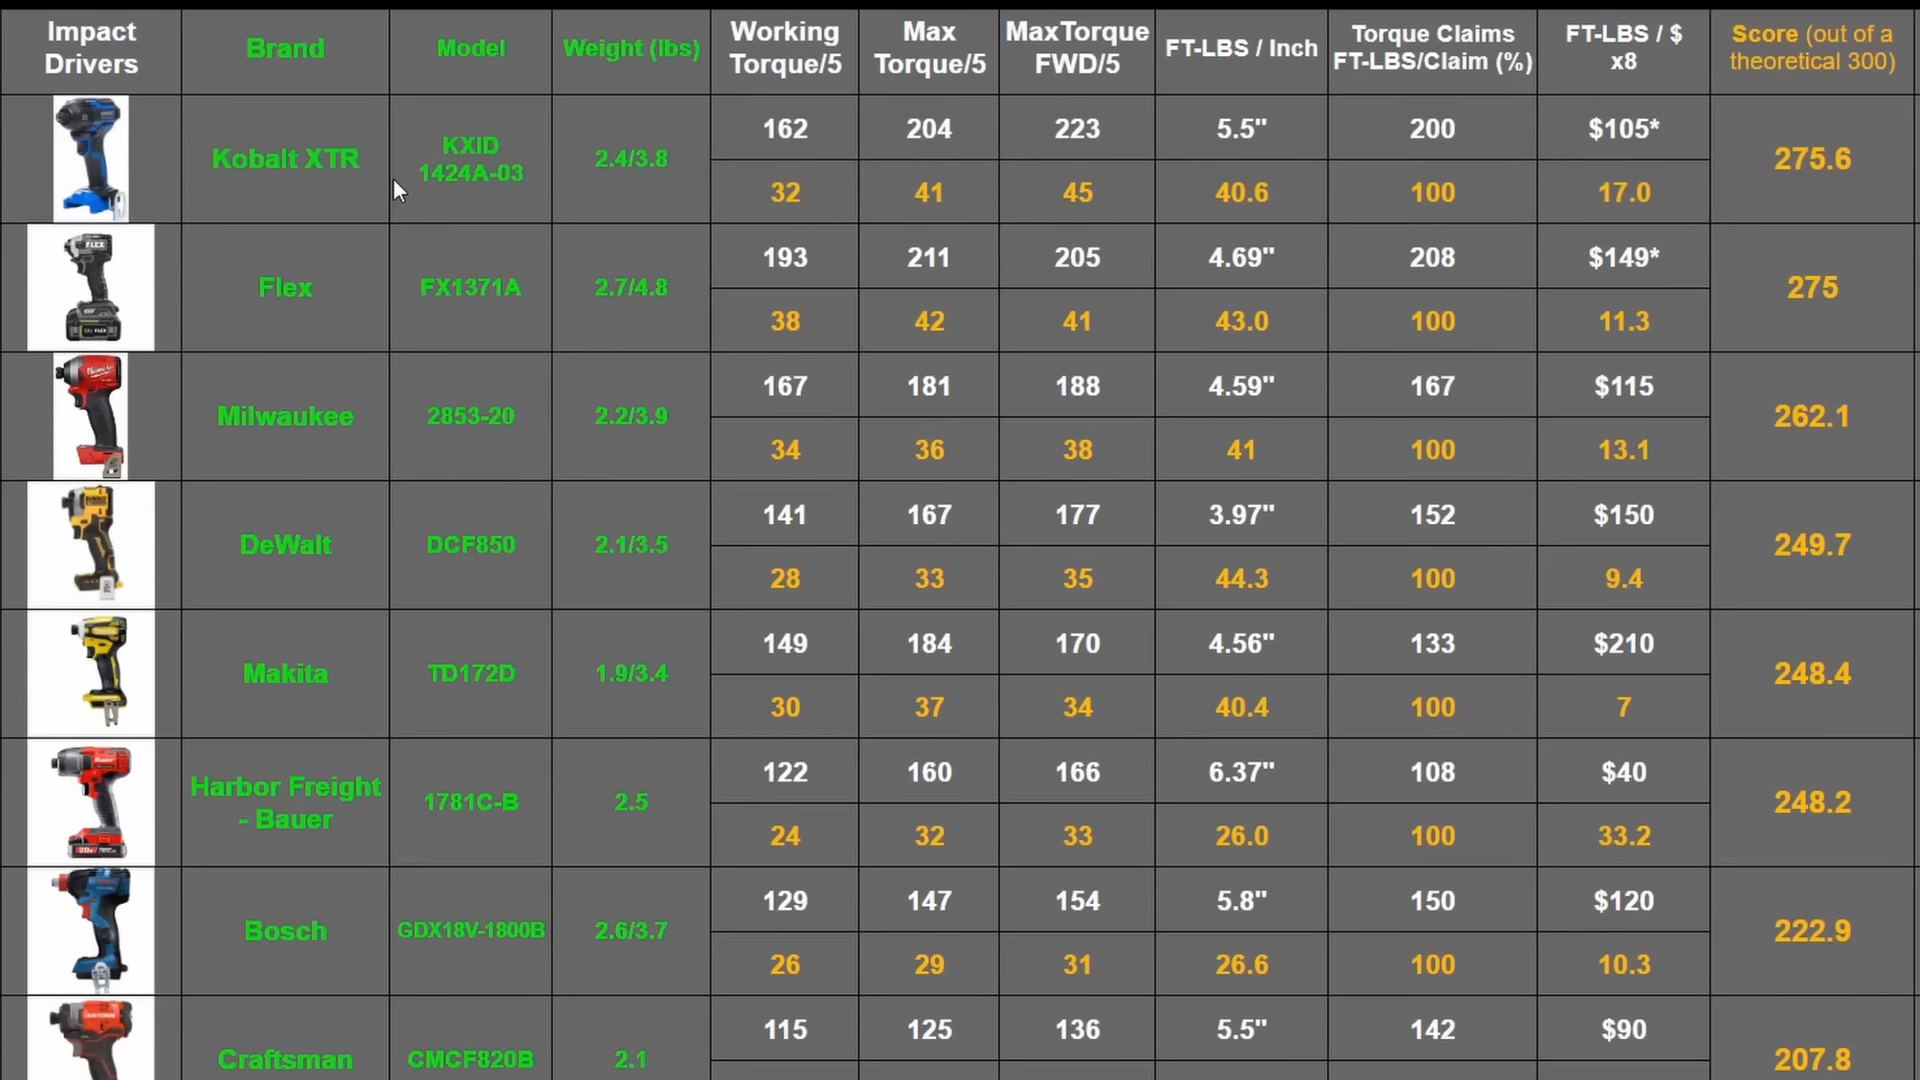 Impact Drivers Brand Model Weight (lbs) Working Torque/5 Max Torque/5 MaxTorque FWD/5 FT-LBS / Inch Torque Claims FT-LBS/Claim (%) FT-LBS / $ x8 Score (out of a theoretical 300)
Kobalt XTR KXID 1424A-03 2.4/3.8 162 204 223 5.5" 200 $105* 275.6
32 41 45 40.6 100 17.0
FLEX
Flex FX1371A 2.7/4.8 193 211 205 4.69" 208 $149* 275
38 42 41 43.0 100 11.3
Milwaukee 2853-20 2.2/3.9 167 181 188 4.59" 167 $115 262.1
34 36 38 41 100 13.1
DeWalt DCF850 2.1/3.5 141 167 177 3.97" 152 $150 249.7
28 33 35 44.3 100 9.4
Makita TD172D 1.9/3.4 149 184 170 4.56" 133 $210 248.4
30 37 34 40.4 100 7
Harbor Freight - Bauer 1781C-B 2.5 122 160 166 6.37" 108 $40 248.2
24 32 33 26.0 100 33.2
Bosch GDX18V-1800B 2.6/3.7 129 147 154 5.8" 150 $120 222.9
26 29 31 26.6 100 10.3
Craftsman CMCF820B 2.1 115 125 136 5.5" 142 $90 207.8